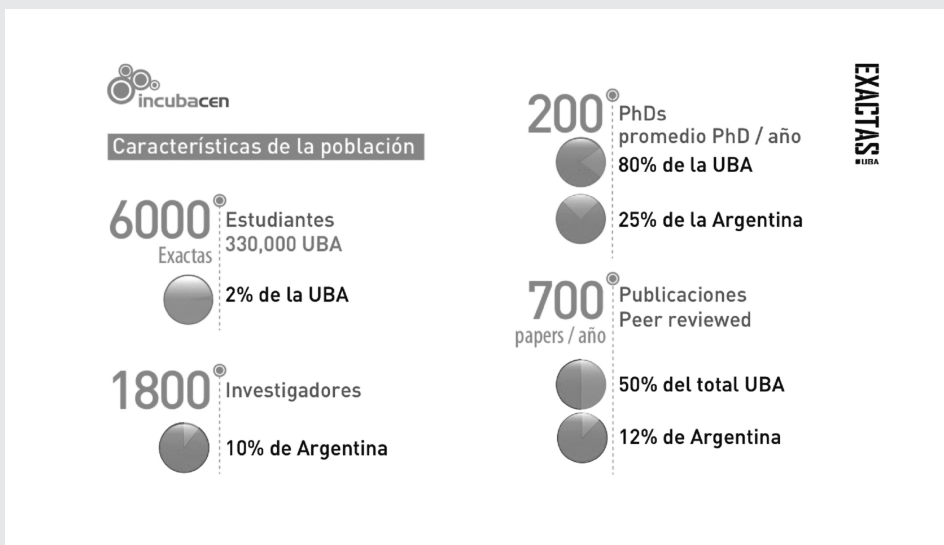 incubacen
Características de la población
6000
Exactas
Estudiantes
330,000 UBA
2% de la UBA
1800
Investigadores
10% de Argentina
200
PhDs
promedio PhD / año
80% de la UBA
25% de la Argentina
700
papers / año
Publicaciones
Peer reviewed
50% del total UBA
12% de Argentina
EXACTAS
UBA